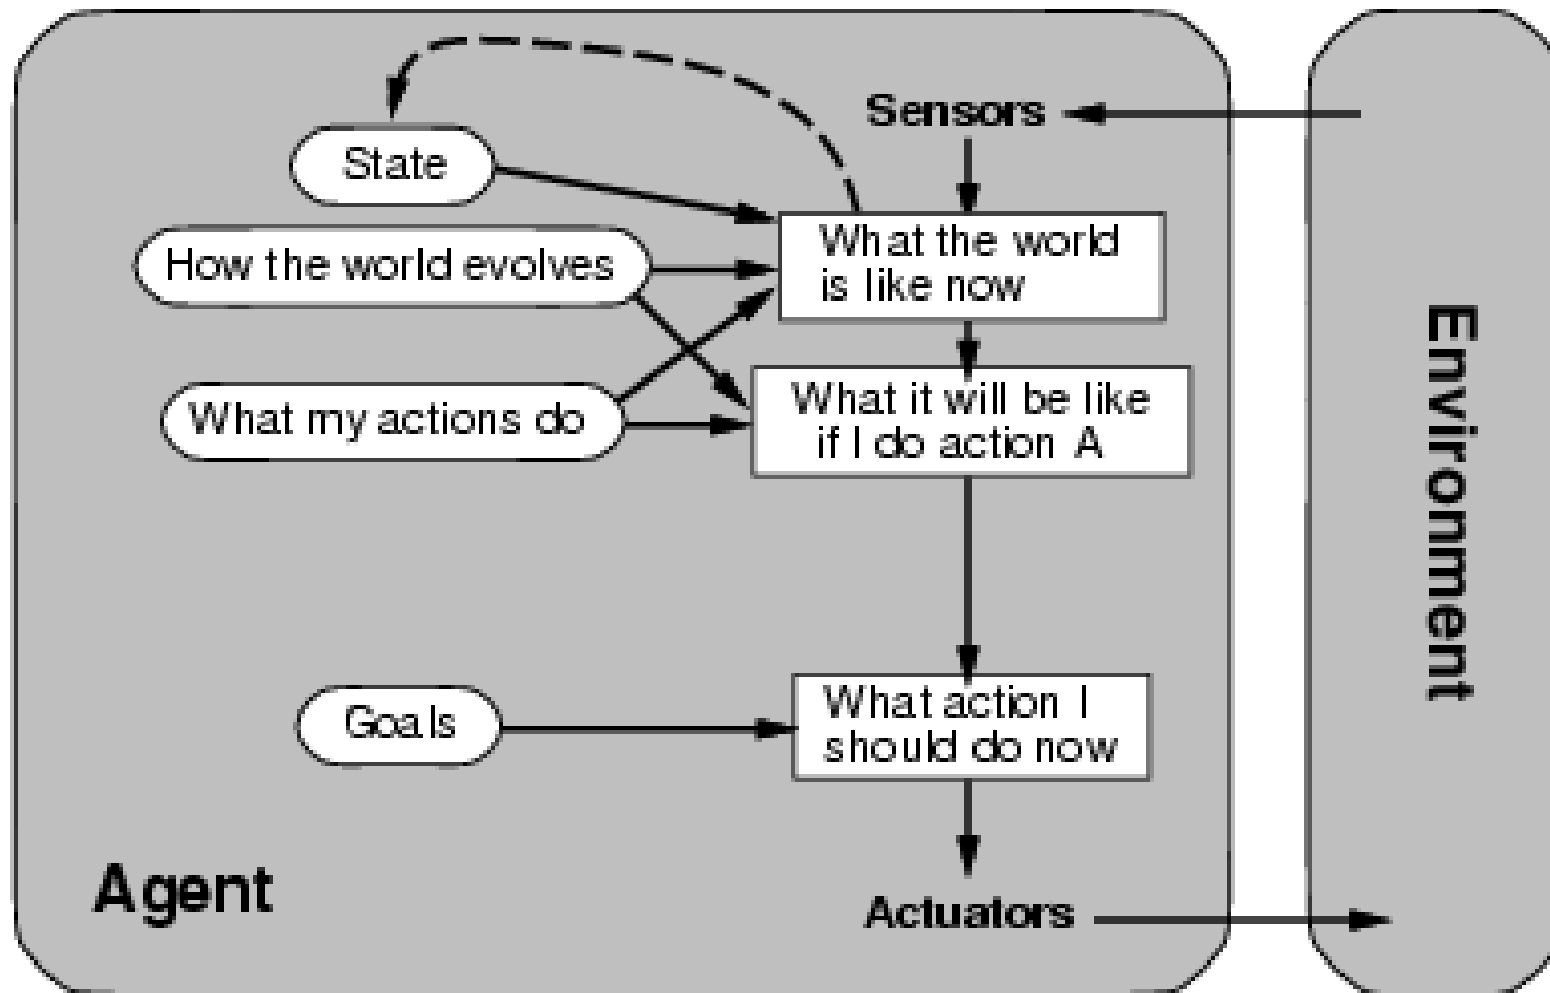 Sensors
State
What the world
is like now
How the world evolves
What it will be like
if I do action A
What my actions do
Environment
What action I
should do now
Goals
Agent
Actuators